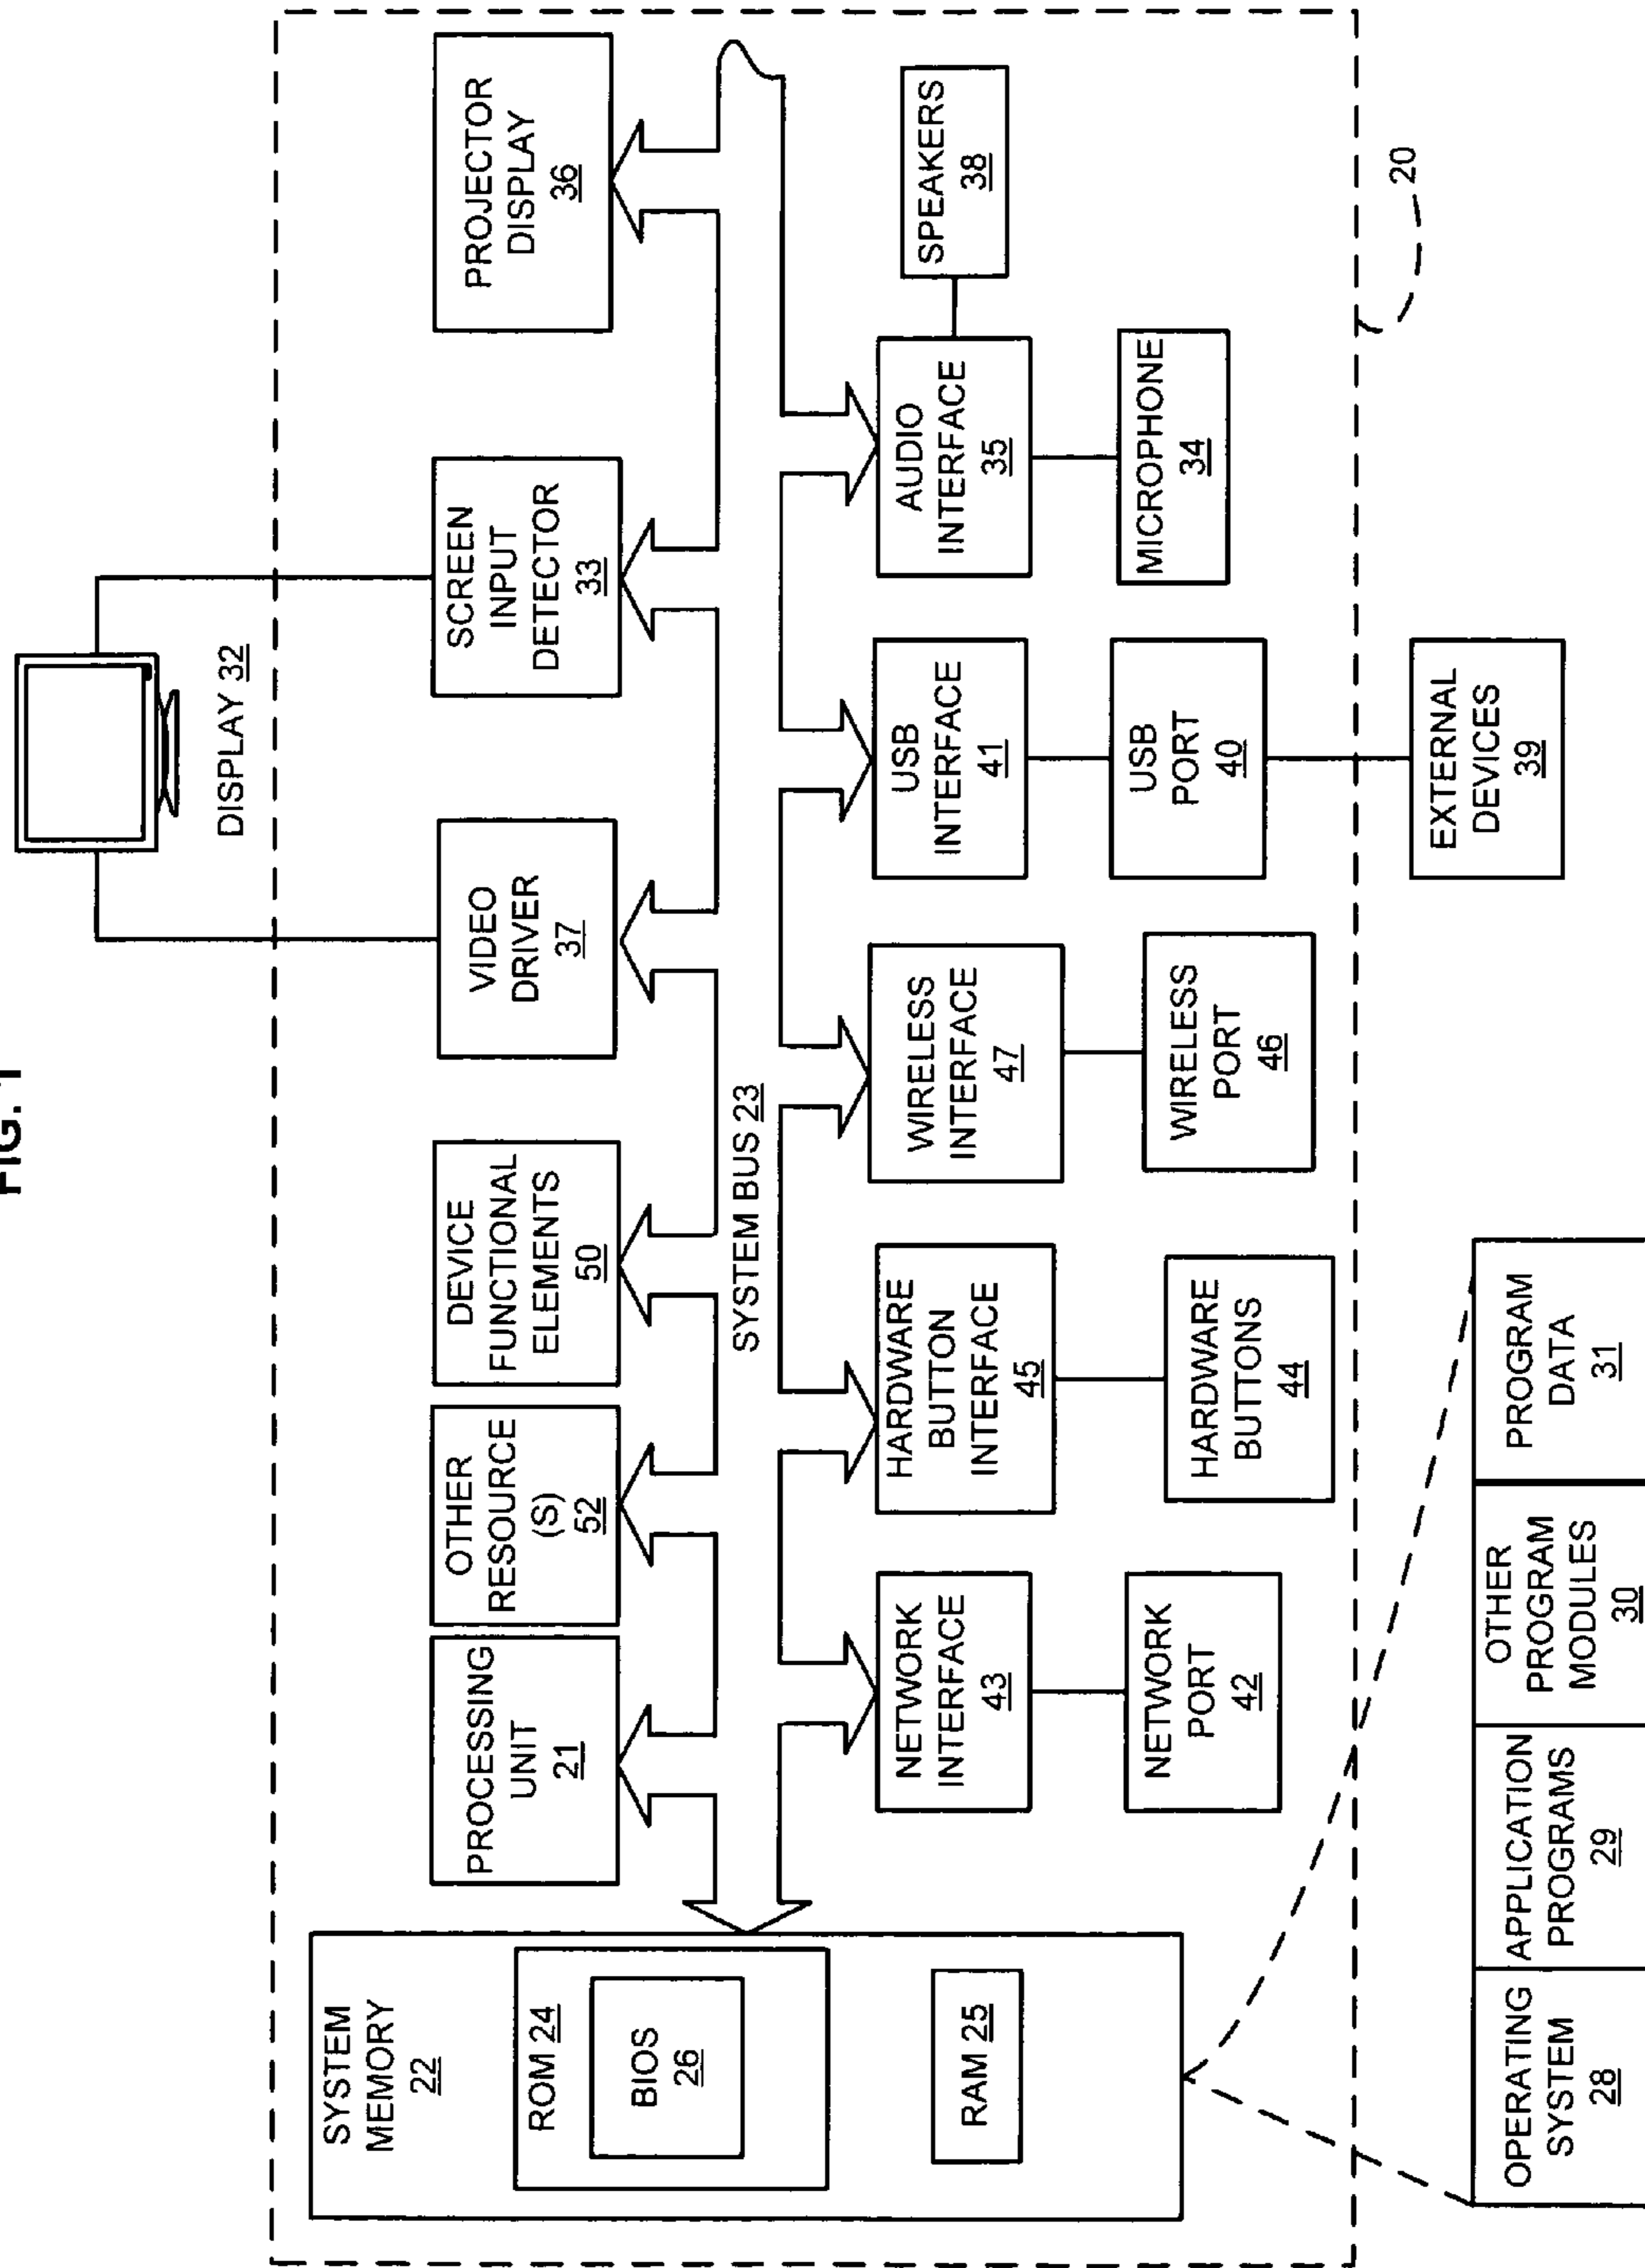 FIG. 1
DISPLAY 32
SYSTEM
MEMORY
22
ROM 24
BIOS
26
RAM 25
PROCESSING
UNIT
21
OTHER
RESOURCE
(S)
52
DEVICE
FUNCTIONAL
ELEMENTS
50
VIDEO
DRIVER
37
SCREEN
INPUT
DETECTOR
33
PROJECTOR
DISPLAY
36
SYSTEM BUS 23
NETWORK
INTERFACE
43
HARDWARE
BUTTON
INTERFACE
45
WIRELESS
INTERFACE
47
USB
INTERFACE
41
AUDIO
INTERFACE
35
SPEAKERS
38
NETWORK
PORT
42
HARDWARE
BUTTONS
44
WIRELESS
PORT
46
USB
PORT
40
MICROPHONE
34
20
OPERATING
SYSTEM
28
APPLICATION
PROGRAMS
29
OTHER
PROGRAM
MODULES
30
PROGRAM
DATA
31
EXTERNAL
DEVICES
39